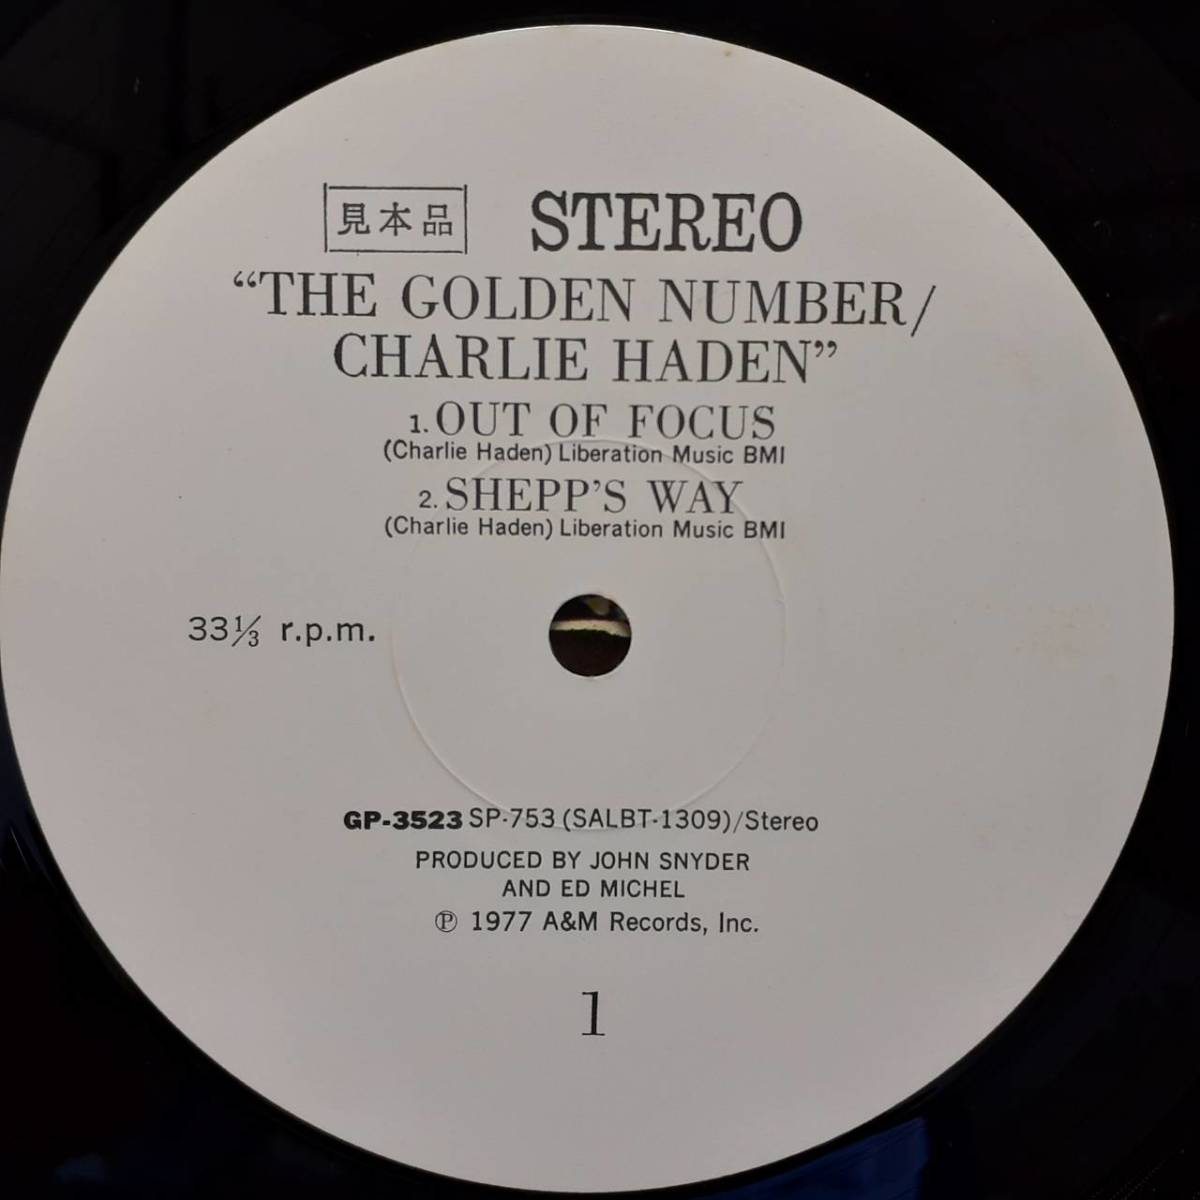 見本品 STEREO
“THE GOLDEN NUMBER/
CHARLIE HADEN”
1. OUT OF FOCUS
(Charlie Haden) Liberation Music BMI
2. SHEPP'S WAY
(Charlie Haden) Liberation Music BMI
33⅓ r.p.m.
GP-3523 SP-753 (SALBT-1309)/Stereo
PRODUCED BY JOHN SNYDER
AND ED MICHEL
℗ 1977 A&M Records, Inc.
1